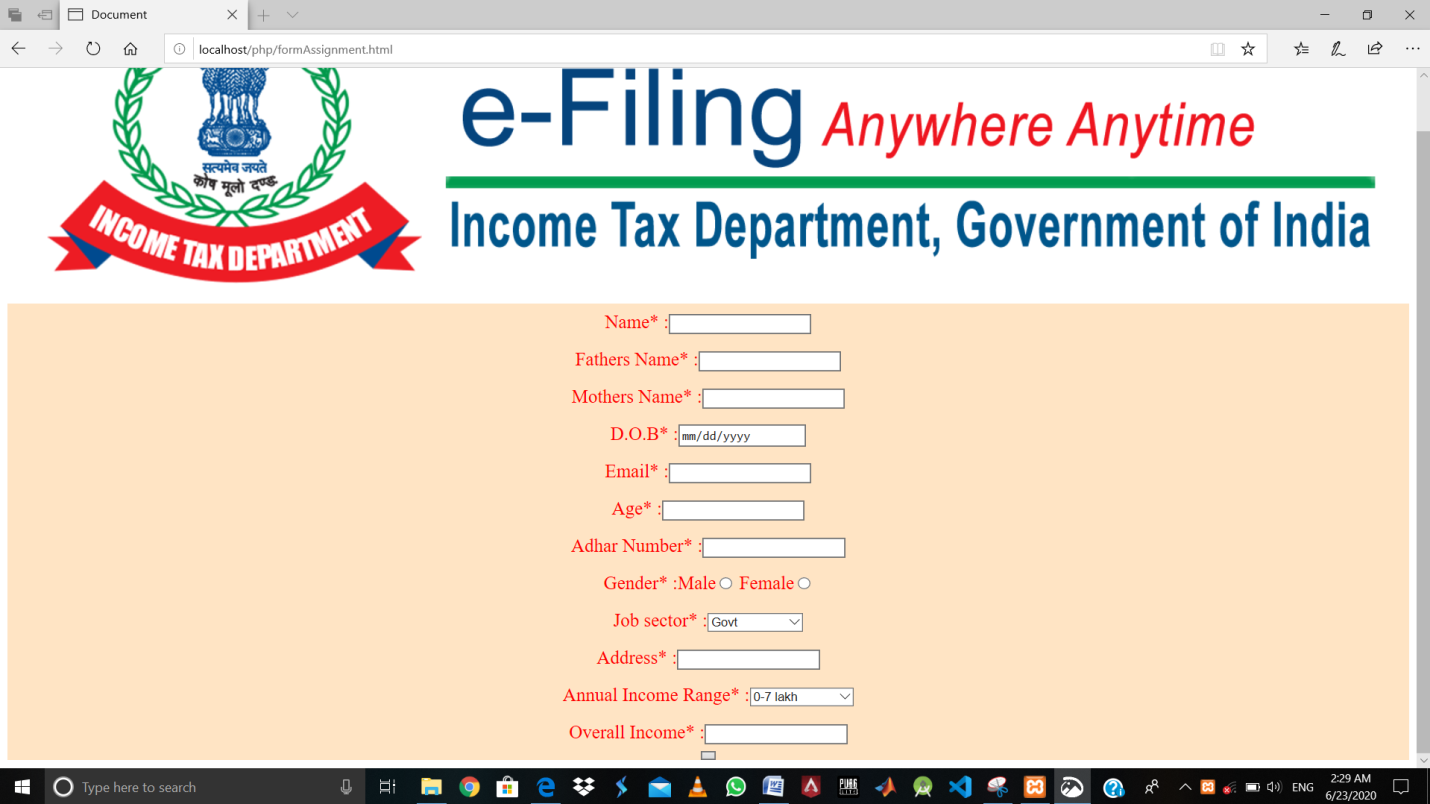 Document
localhost/php/formAssignment.html
सत्यमेव जयते
कोष मूलो दण्डः
INCOME TAX DEPARTMENT
e-Filing Anywhere Anytime
Income Tax Department, Government of India
Name* :
Fathers Name* :
Mothers Name* :
D.O.B* : mm/dd/yyyy
Email* :
Age* :
Adhar Number* :
Gender* :Male Female
Job sector* : Govt
Address* :
Annual Income Range* : 0-7 lakh
Overall Income* :
Type here to search
PUBG
ENG
2:29 AM
6/23/2020